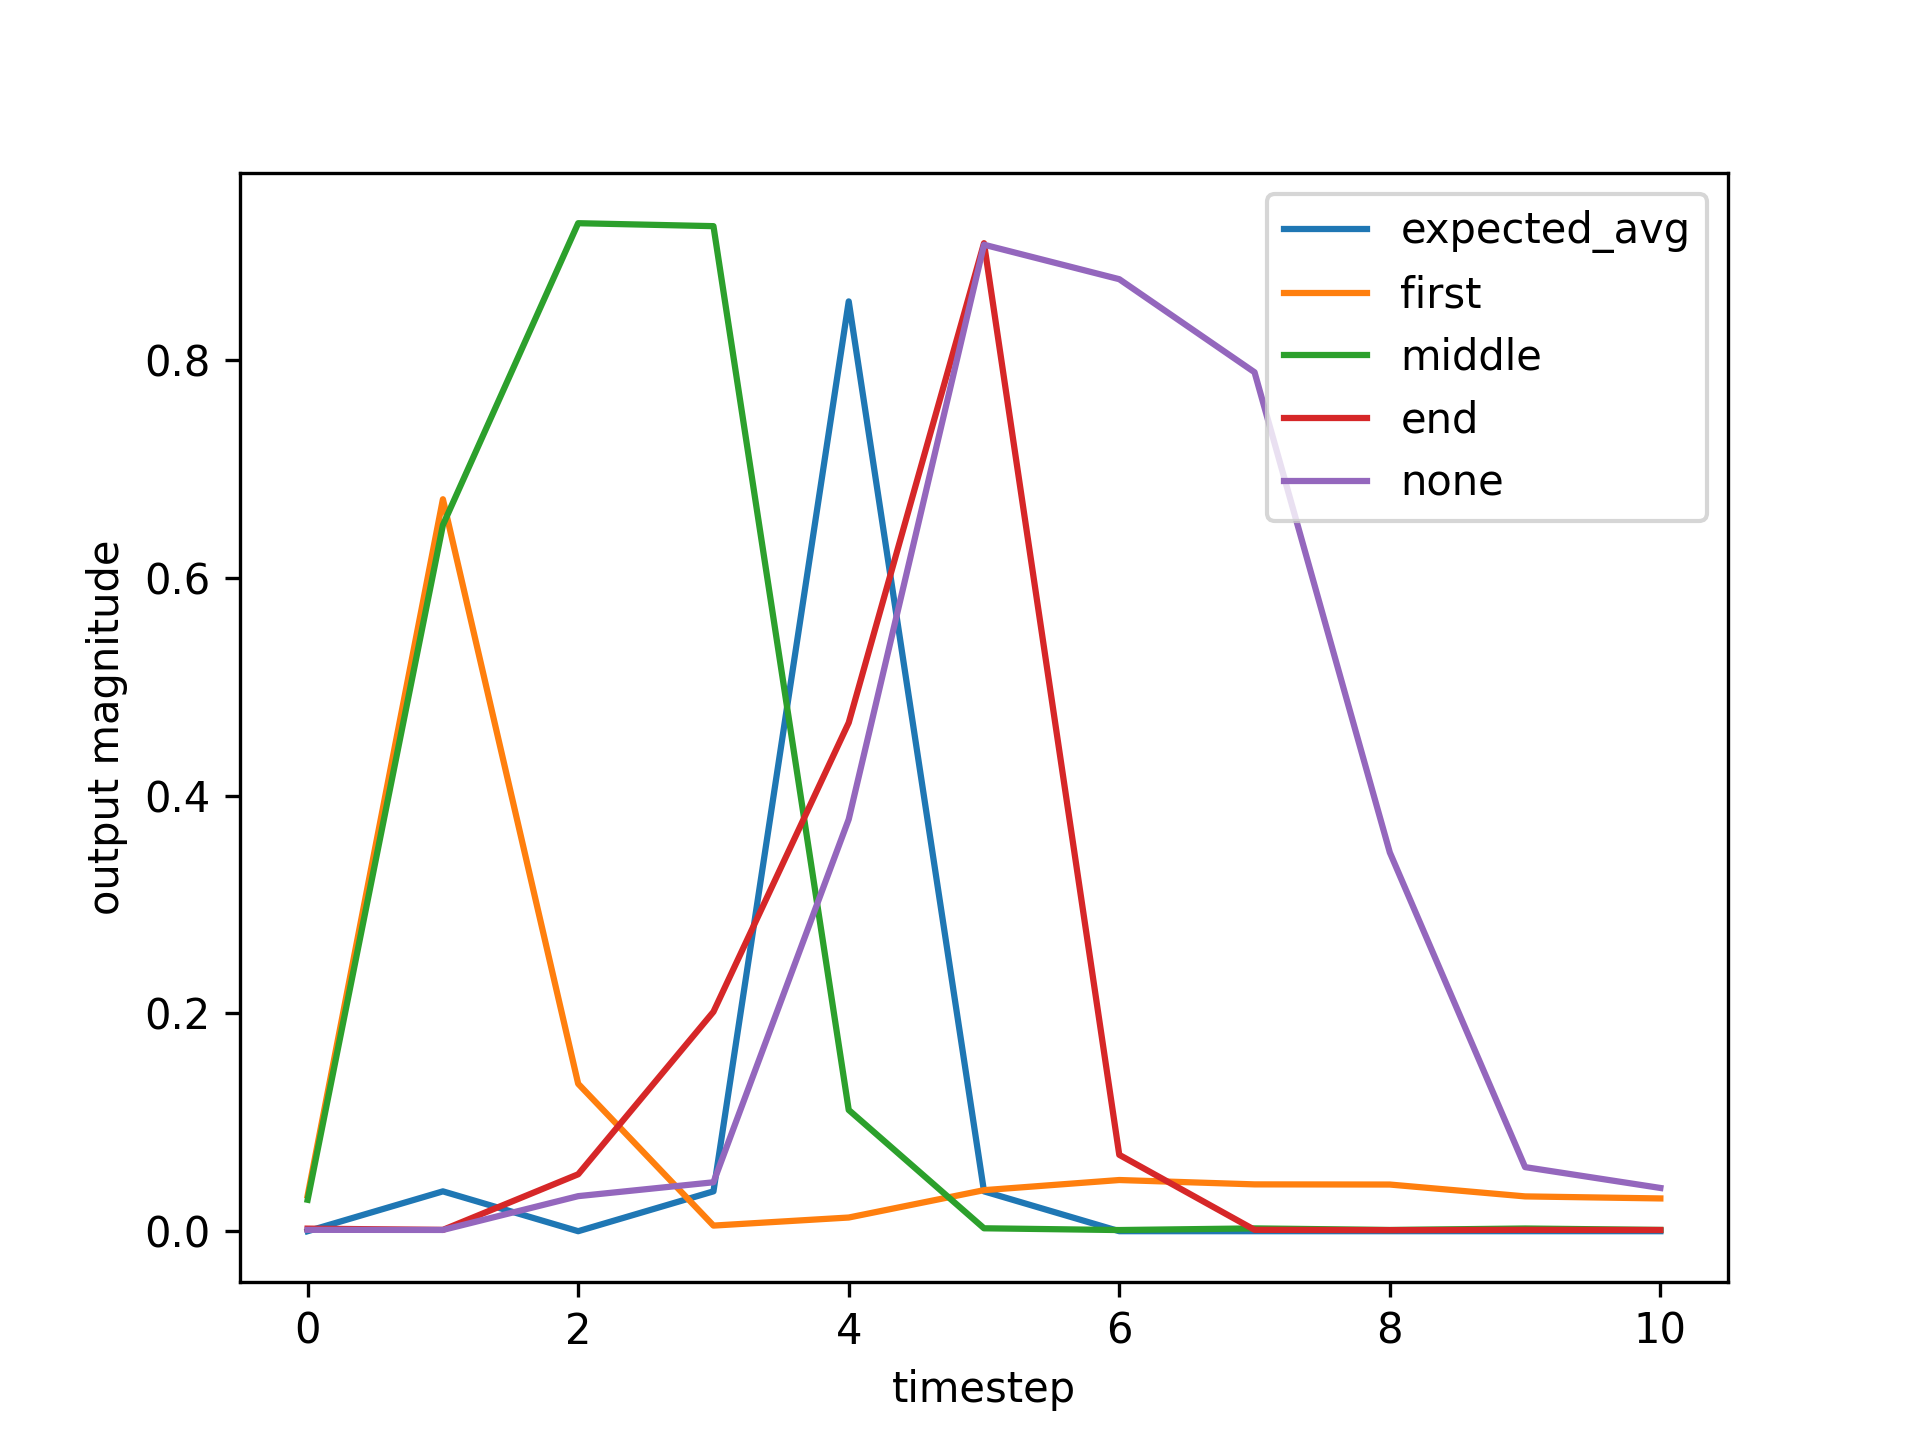 expected_avg
first
middle
end
none
0.8
0.6
0.4
0.2
0.0
output magnitude
0 2 4 6 8 10
timestep